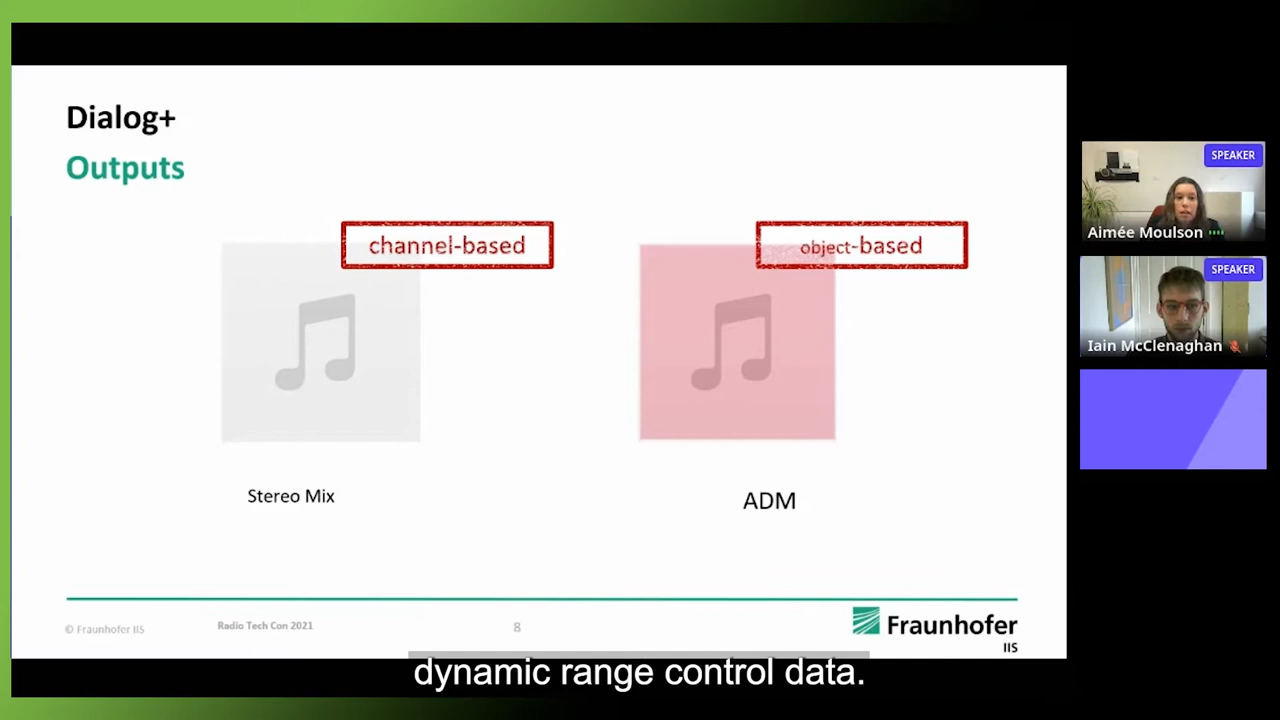 Dialog+
Outputs
channel-based
object-based
Stereo Mix
ADM
© Fraunhofer IIS
Radio Tech Con 2021
8
Fraunhofer
IIS
SPEAKER
Aimée Moulson
SPEAKER
Iain McClenaghan
dynamic range control data.